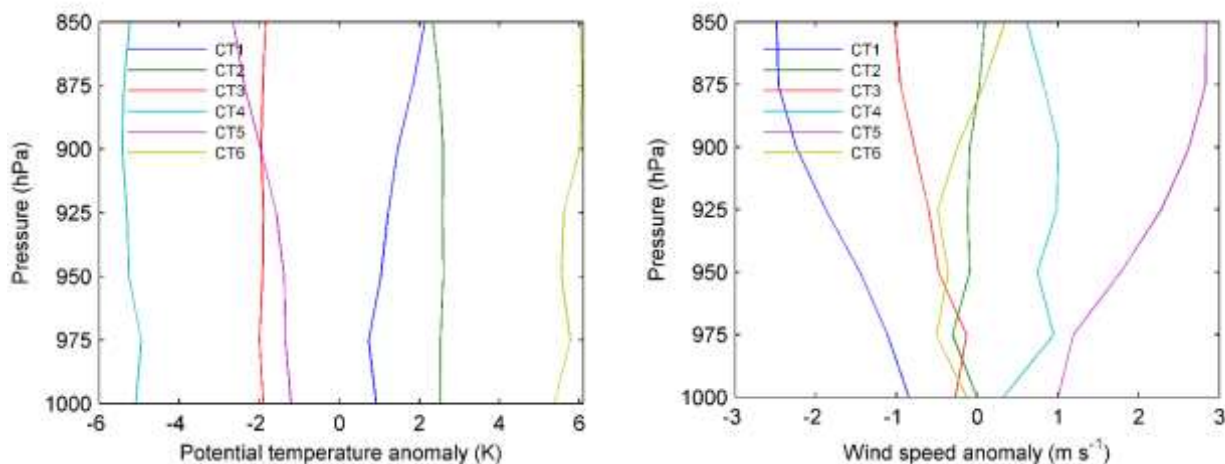 850
875
900
925
950
975
1000
Pressure (hPa)
CT1
CT2
CT3
CT4
CT5
CT6
-6 -4 -2 0 2 4 6
Potential temperature anomaly (K)
850
875
900
925
950
975
1000
Pressure (hPa)
CT1
CT2
CT3
CT4
CT5
CT6
-3 -2 -1 0 1 2 3
Wind speed anomaly (m s⁻¹)